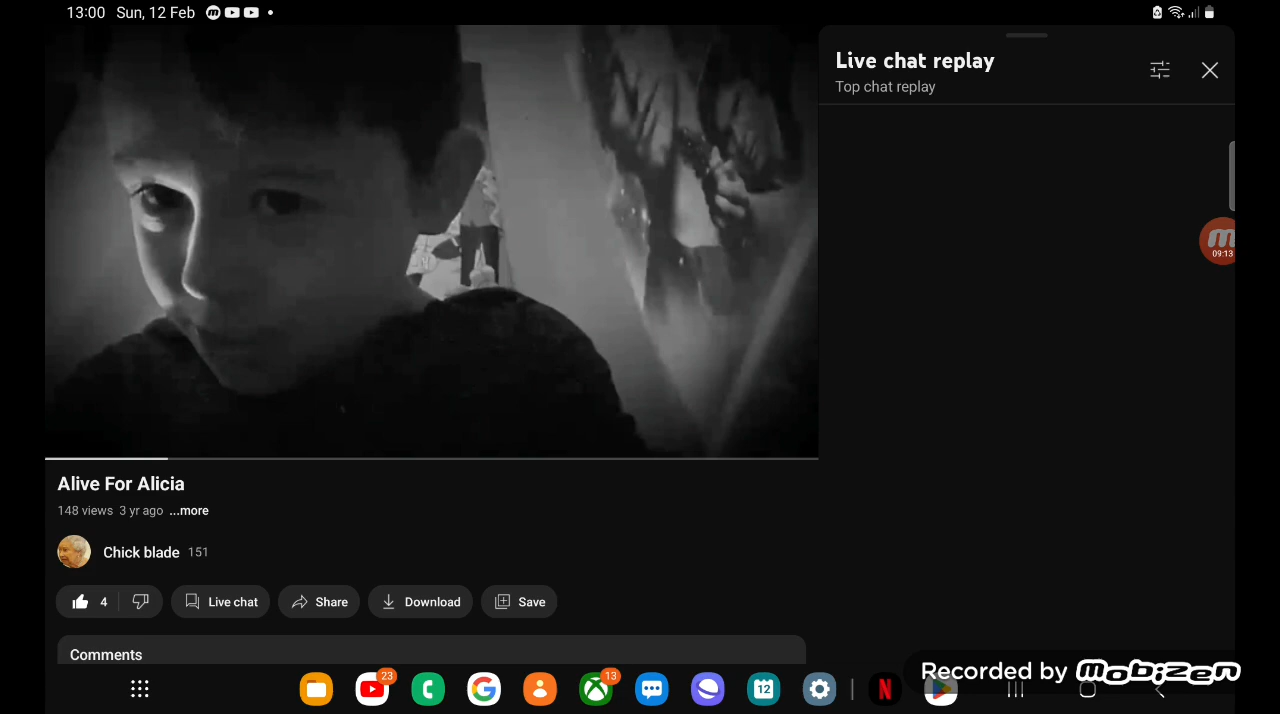 13:00 Sun, 12 Feb
Live chat replay
Top chat replay
m
09:13
Alive For Alicia
148 views 3 yr ago ...more
Chick blade 151
4 Live chat Share Download Save
Comments
23
13
12
N
Recorded by mobizen